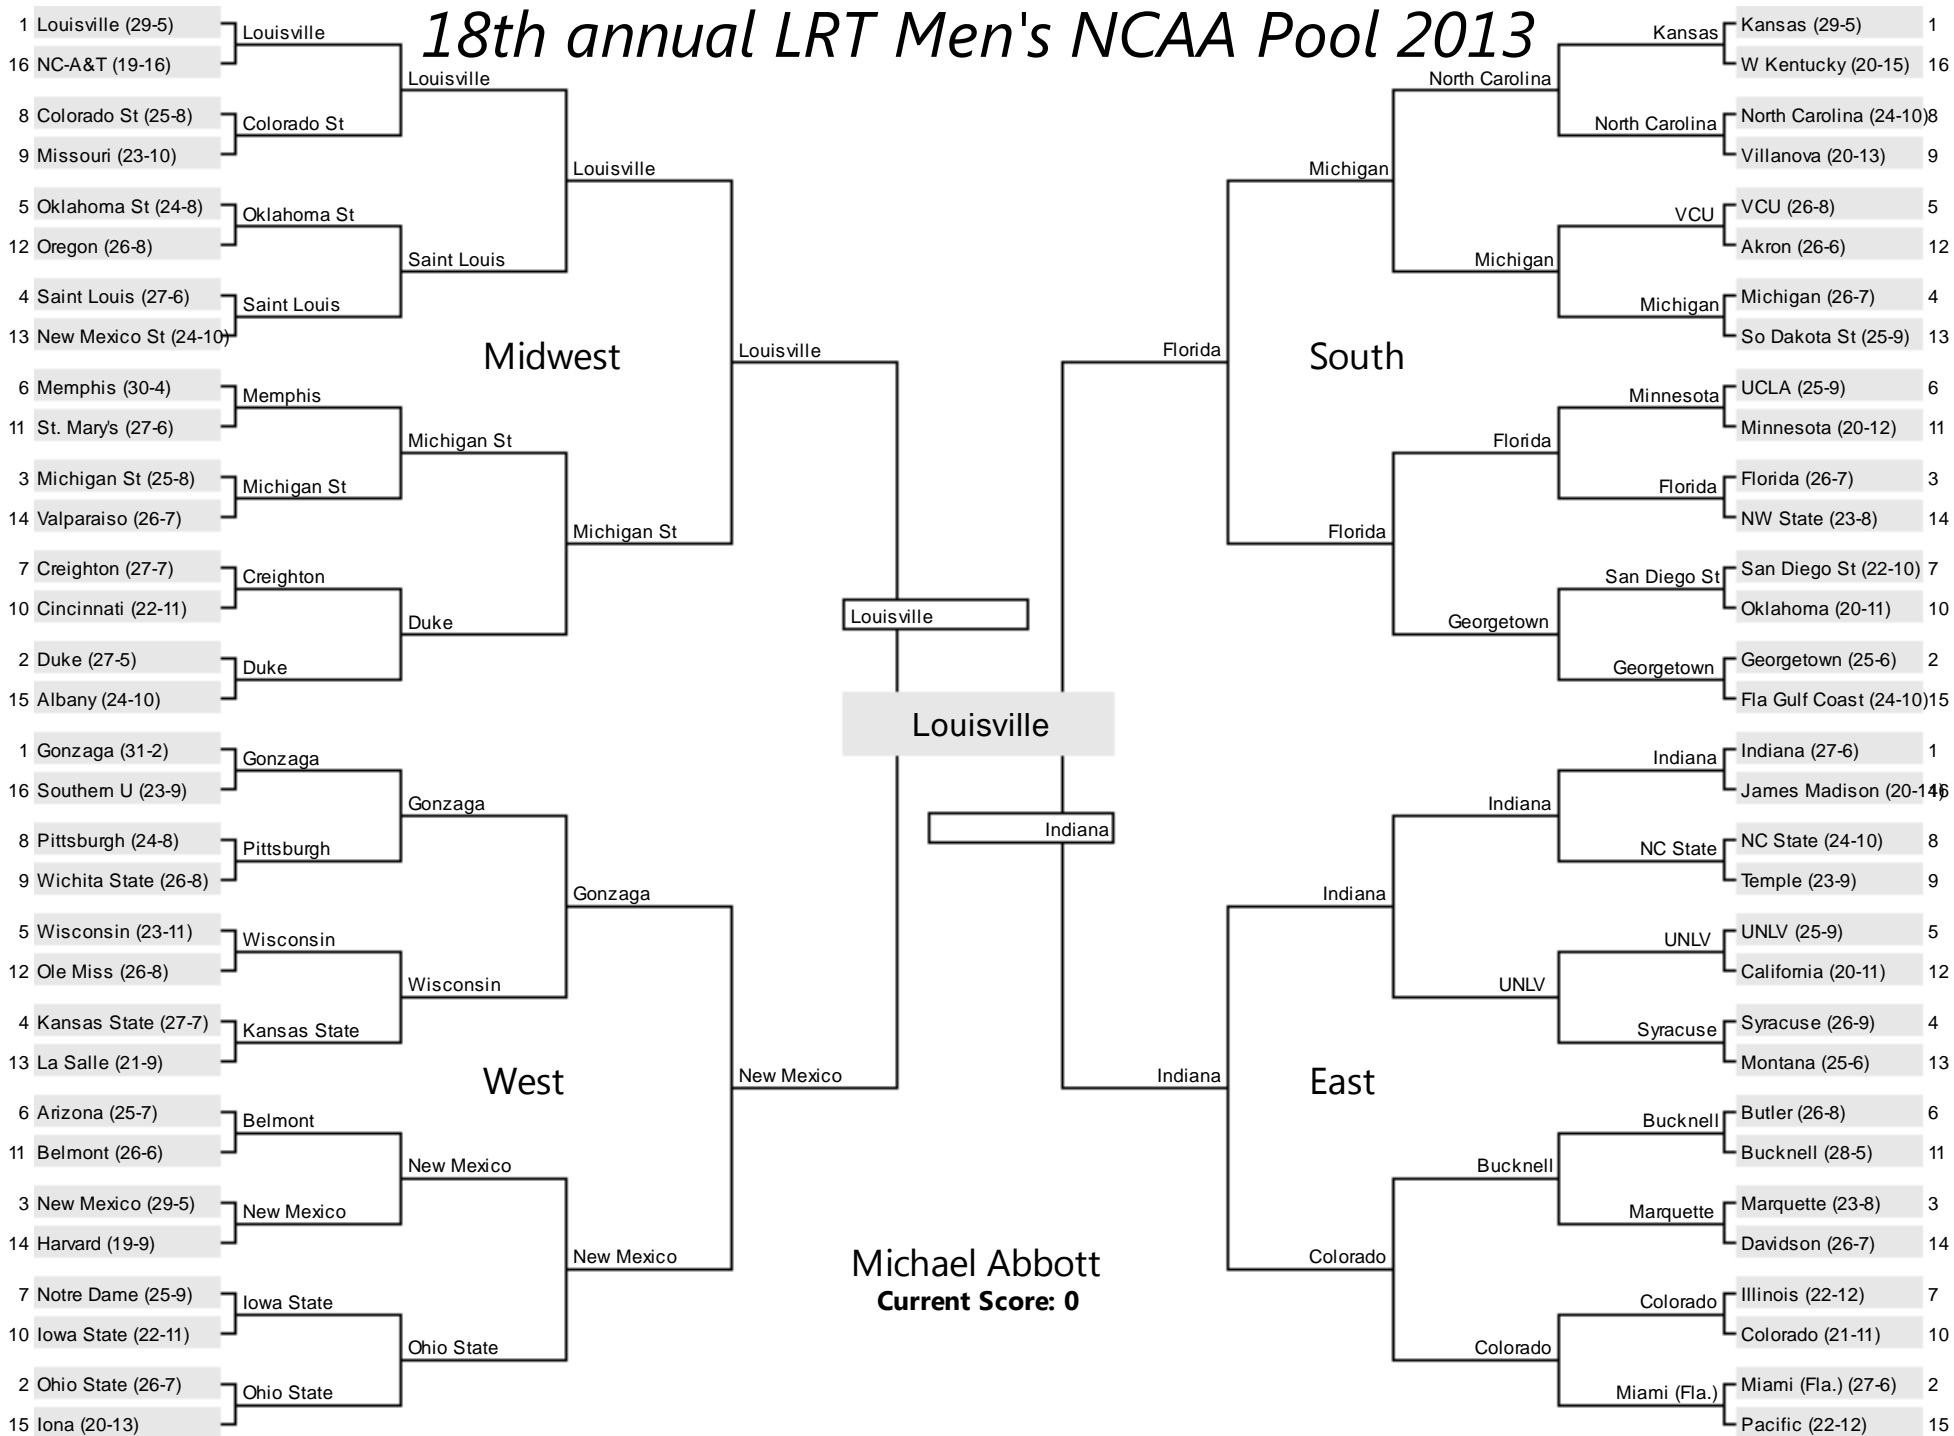 18th annual LRT Men's NCAA Pool 2013
1 Louisville (29-5)
16 NC-A&T (19-16)
8 Colorado St (25-8)
9 Missouri (23-10)
5 Oklahoma St (24-8)
12 Oregon (26-8)
4 Saint Louis (27-6)
13 New Mexico St (24-10)
6 Memphis (30-4)
11 St. Mary's (27-6)
3 Michigan St (25-8)
14 Valparaiso (26-7)
7 Creighton (27-7)
10 Cincinnati (22-11)
2 Duke (27-5)
15 Albany (24-10)
Louisville
Colorado St
Oklahoma St
Saint Louis
Memphis
Michigan St
Creighton
Duke
Louisville
Saint Louis
Michigan St
Duke
Louisville
Michigan St
Midwest
Louisville
1 Gonzaga (31-2)
16 Southern U (23-9)
8 Pittsburgh (24-8)
9 Wichita State (26-8)
5 Wisconsin (23-11)
12 Ole Miss (26-8)
4 Kansas State (27-7)
13 La Salle (21-9)
6 Arizona (25-7)
11 Belmont (26-6)
3 New Mexico (29-5)
14 Harvard (19-9)
7 Notre Dame (25-9)
10 Iowa State (22-11)
2 Ohio State (26-7)
15 Iona (20-13)
Gonzaga
Pittsburgh
Wisconsin
Kansas State
Belmont
New Mexico
Iowa State
Ohio State
Gonzaga
Wisconsin
New Mexico
Ohio State
Gonzaga
New Mexico
West
New Mexico
Louisville
Louisville
Indiana
Michael Abbott
Current Score: 0
Florida
South
Michigan
Florida
North Carolina
Michigan
Florida
Georgetown
Kansas
North Carolina
VCU
Michigan
Minnesota
Florida
San Diego St
Georgetown
Kansas (29-5) 1
W Kentucky (20-15) 16
North Carolina (24-10) 8
Villanova (20-13) 9
VCU (26-8) 5
Akron (26-6) 12
Michigan (26-7) 4
So Dakota St (25-9) 13
UCLA (25-9) 6
Minnesota (20-12) 11
Florida (26-7) 3
NW State (23-8) 14
San Diego St (22-10) 7
Oklahoma (20-11) 10
Georgetown (25-6) 2
Fla Gulf Coast (24-10) 15
Indiana
East
Indiana
Colorado
Indiana
UNLV
Bucknell
Colorado
Indiana
NC State
UNLV
Syracuse
Bucknell
Marquette
Colorado
Miami (Fla.)
Indiana (27-6) 1
James Madison (20-14) 16
NC State (24-10) 8
Temple (23-9) 9
UNLV (25-9) 5
California (20-11) 12
Syracuse (26-9) 4
Montana (25-6) 13
Butler (26-8) 6
Bucknell (28-5) 11
Marquette (23-8) 3
Davidson (26-7) 14
Illinois (22-12) 7
Colorado (21-11) 10
Miami (Fla.) (27-6) 2
Pacific (22-12) 15